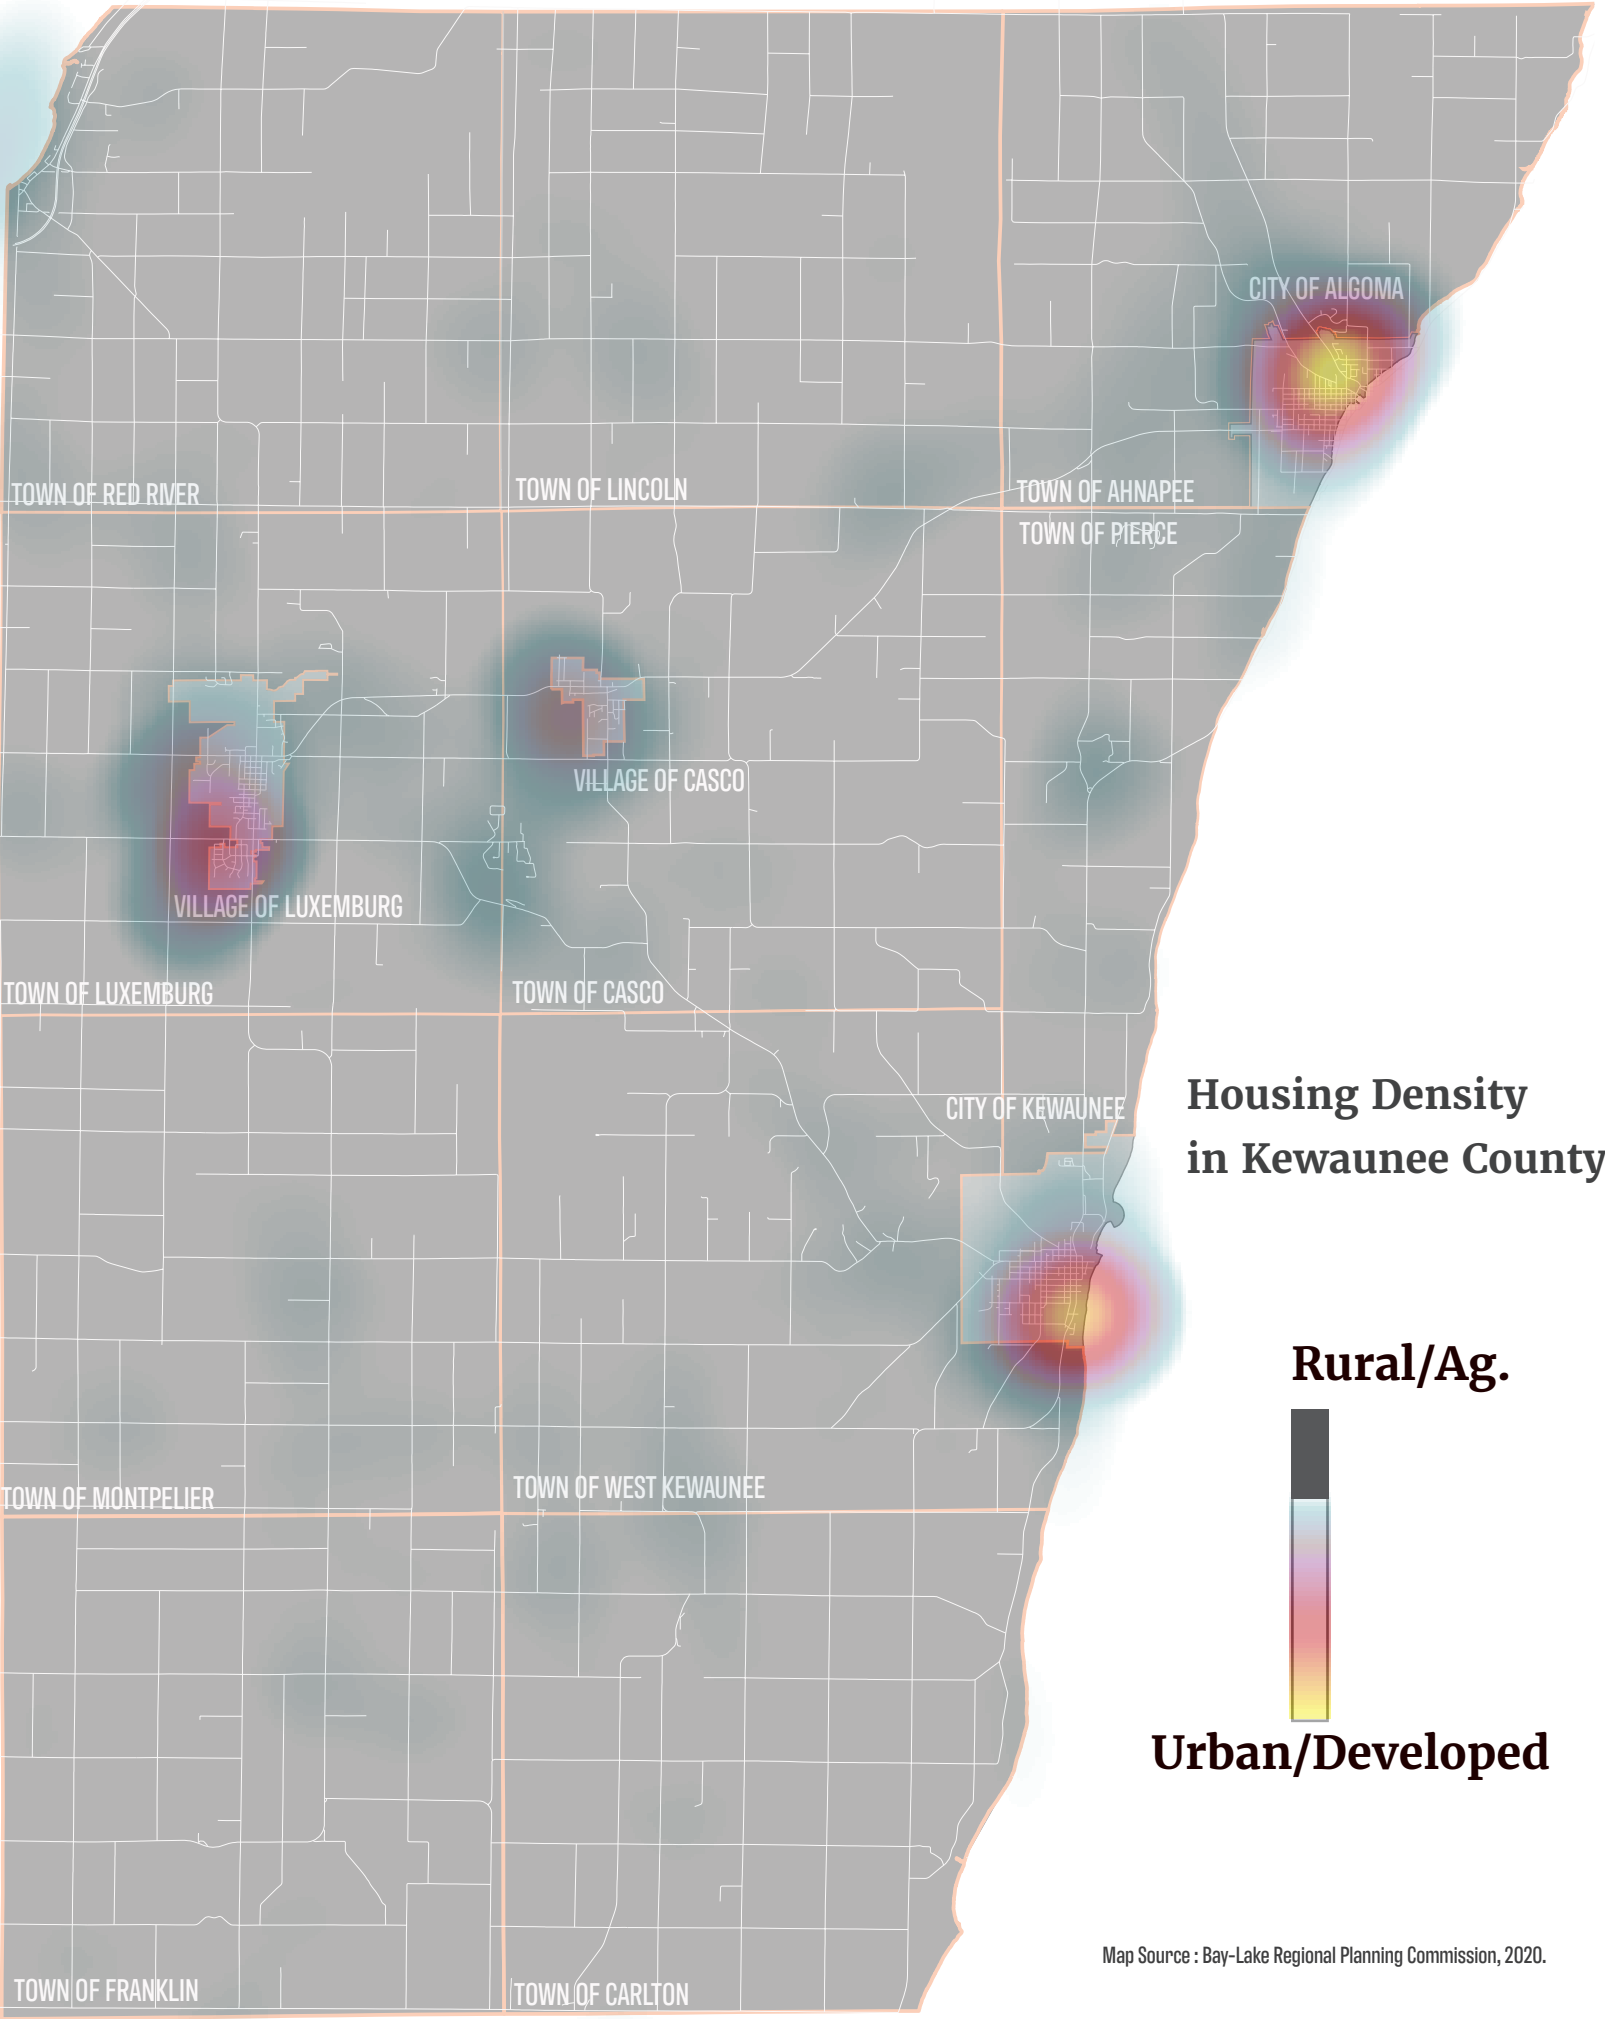 CITY OF ALGOMA
TOWN OF RED RIVER
TOWN OF LINCOLN
TOWN OF AHNAPEE
TOWN OF PIERCE
VILLAGE OF CASCO
VILLAGE OF LUXEMBURG
TOWN OF LUXEMBURG
TOWN OF CASCO
CITY OF KEWAUNEE
Housing Density
in Kewaunee County
Rural/Ag.
TOWN OF MONTPELIER
TOWN OF WEST KEWAUNEE
Urban/Developed
Map Source : Bay-Lake Regional Planning Commission, 2020.
TOWN OF FRANKLIN
TOWN OF CARLTON